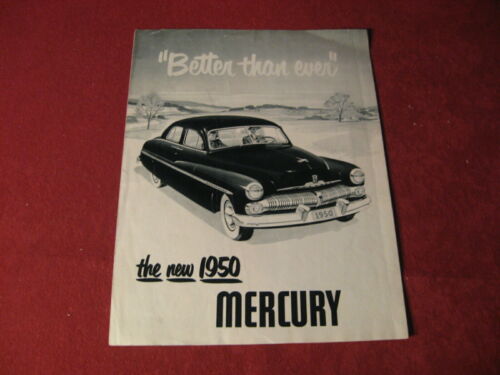 "Better than ever"
1950
the new 1950
MERCURY